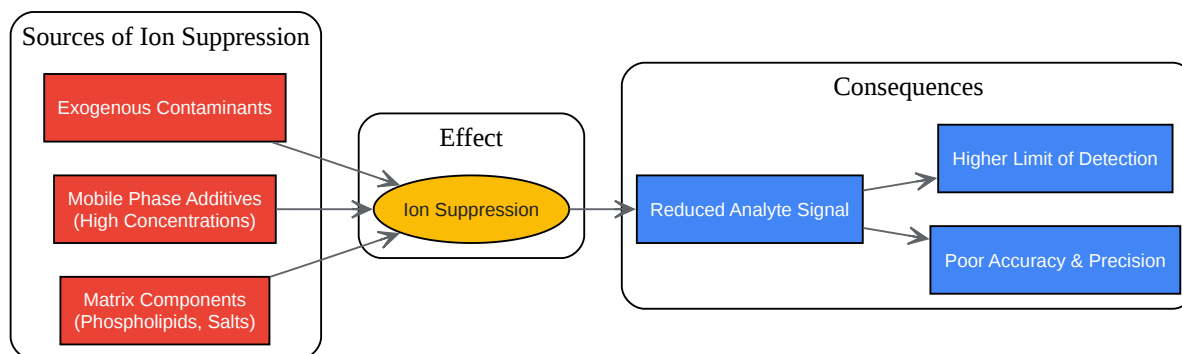 Sources of Ion Suppression
Exogenous Contaminants
Mobile Phase Additives
(High Concentrations)
Matrix Components
(Phospholipids, Salts)
Effect
Ion Suppression
Consequences
Reduced Analyte Signal
Higher Limit of Detection
Poor Accuracy & Precision